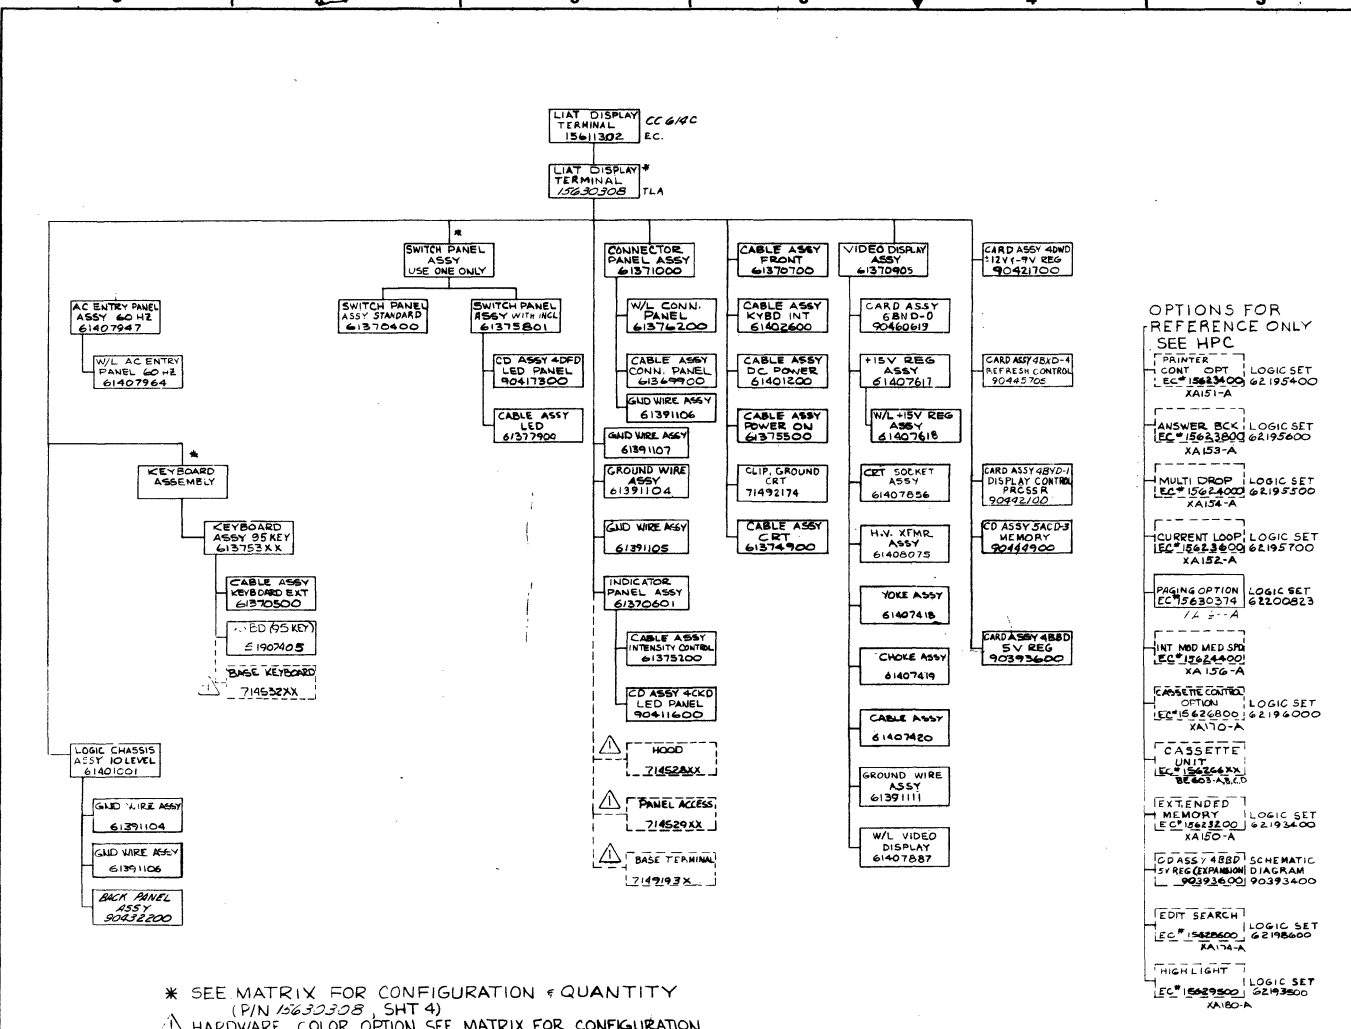 LIAT DISPLAY
TERMINAL
15611302
CC614C
EC.
LIAT DISPLAY *
TERMINAL
15630308
TLA
AC ENTRY PANEL
ASSY 60 HZ
61407947
W/L AC ENTRY
PANEL 60 HZ
61407964
*
KEYBOARD
ASSEMBLY
KEYBOARD
ASSY 95 KEY
613753XX
CABLE ASSY
KEYBOARD EXT
61370500
(95 KEY)
BASE KEYBOARD
714532XX
LOGIC CHASSIS
ASSY 10 LEVEL
GND WIRE ASSY
61391104
GND WIRE ASSY
61391106
BACK PANEL
ASSY
90432200
*
SWITCH PANEL
ASSY
USE ONE ONLY
SWITCH PANEL
ASSY STANDARD
61370400
SWITCH PANEL
ASSY WITH INCL
61375801
CD ASSY 4DFD
LED PANEL
90417300
CABLE ASSY
LED
61377900
CONNECTOR
PANEL ASSY
61371000
W/L CONN.
PANEL
61376200
CABLE ASSY
CONN. PANEL
61369900
GND WIRE ASSY
61391106
GND WIRE ASSY
61391107
GROUND WIRE
ASSY
61391104
GND WIRE ASSY
61391105
INDICATOR
PANEL ASSY
61370601
CABLE ASSY
INTENSITY CONTROL
61375200
CD ASSY 4CKD
LED PANEL
90411600
HOOD
714528XX
PANEL ACCESS
714529XX
BASE TERMINAL
7149193X
CABLE ASSY
FRONT
61370700
CABLE ASSY
KYBD INT
61402600
CABLE ASSY
DC POWER
61401200
CABLE ASSY
POWER ON
61375500
CLIP, GROUND
CRT
71492174
CABLE ASSY
CRT
61374900
VIDEO DISPLAY
ASSY
61370905
CARD ASSY
6BND-0
90460619
+15V REG
ASSY
61407617
W/L +15V REG
ASSY
61407618
CRT SOCKET
ASSY
61407856
H.V. XFMR
ASSY
61408075
YOKE ASSY
61407418
CHOKE ASSY
61407419
CABLE ASSY
61407420
GROUND WIRE
ASSY
61391111
W/L VIDEO
DISPLAY
61407887
CARD ASSY 4DWD
±12V &-9V REG
90421700
CARD ASSY 4BXD-4
REFRESH CONTROL
90445705
CARD ASSY 4BYD-1
DISPLAY CONTROL
PRCSSR
90442100
CD ASSY 5ACD-3
MEMORY
90444900
CARD ASSY 4BBD
5V REG
90393600
OPTIONS FOR
REFERENCE ONLY
SEE HPC
PRINTER
CONT OPT LOGIC SET
EC# 15623400 62195400
XA151-A
ANSWER BCK LOGIC SET
EC# 15623800 62195600
XA153-A
MULTI DROP LOGIC SET
EC# 15624000 62195500
XA154-A
CURRENT LOOP LOGIC SET
EC# 15623600 62195700
XA152-A
PAGING OPTION LOGIC SET
EC# 15630374 62200823
INT MOD MED SPD
EC# 15624400
XA156-A
CASSETTE CONTROL
OPTION LOGIC SET
EC# 15626800 62196000
XA170-A
CASSETTE
UNIT
EC# 156266XX
BE603-A,B,C,D
EXTENDED
MEMORY LOGIC SET
EC# 15623200 62193400
XA150-A
CD ASSY 4BBD SCHEMATIC
5V REG (EXPANSION) DIAGRAM
90393600 90393400
EDIT SEARCH
LOGIC SET
EC# 15628600 62198600
XA174-A
HIGHLIGHT
LOGIC SET
EC# 15629500 62193500
XA180-A
* SEE MATRIX FOR CONFIGURATION & QUANTITY
(P/N 15630308, SHT 4)
HARDWARE, COLOR OPTION SEE MATRIX FOR CONFIGURATION